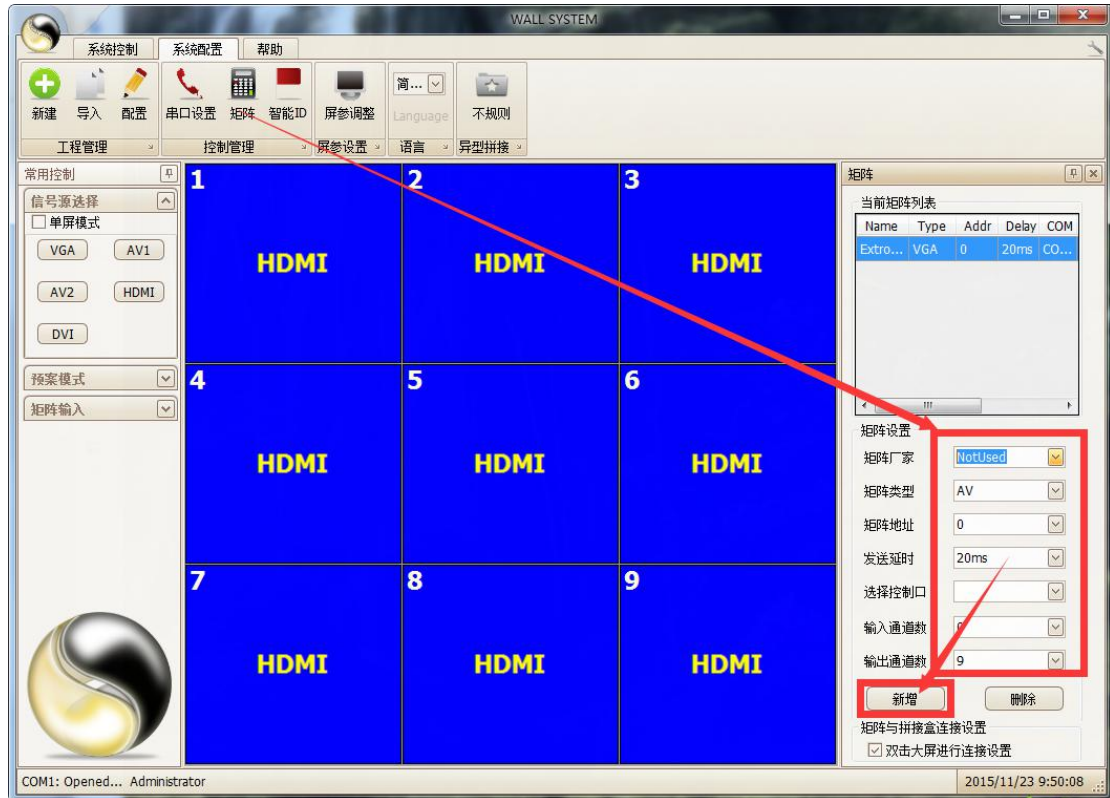 WALL SYSTEM
系统控制 系统配置 帮助
新建 导入 配置 串口设置 矩阵 智能ID 屏参调整 简... Language 不规则
工程管理 控制管理 屏参设置 语言 异型拼接
常用控制
信号源选择
单屏模式
VGA AV1
AV2 HDMI
DVI
预案模式
矩阵输入
1 2 3
HDMI HDMI HDMI
4 5 6
HDMI HDMI HDMI
7 8 9
HDMI HDMI HDMI
矩阵
当前矩阵列表
Name Type Addr Delay COM
Extro... VGA 0 20ms CO...
矩阵设置
矩阵厂家 NotUsed
矩阵类型 AV
矩阵地址 0
发送延时 20ms
选择控制口
输入通道数
输出通道数 9
新增 删除
矩阵与拼接盒连接设置
双击大屏进行连接设置
COM1: Opened... Administrator 2015/11/23 9:50:08